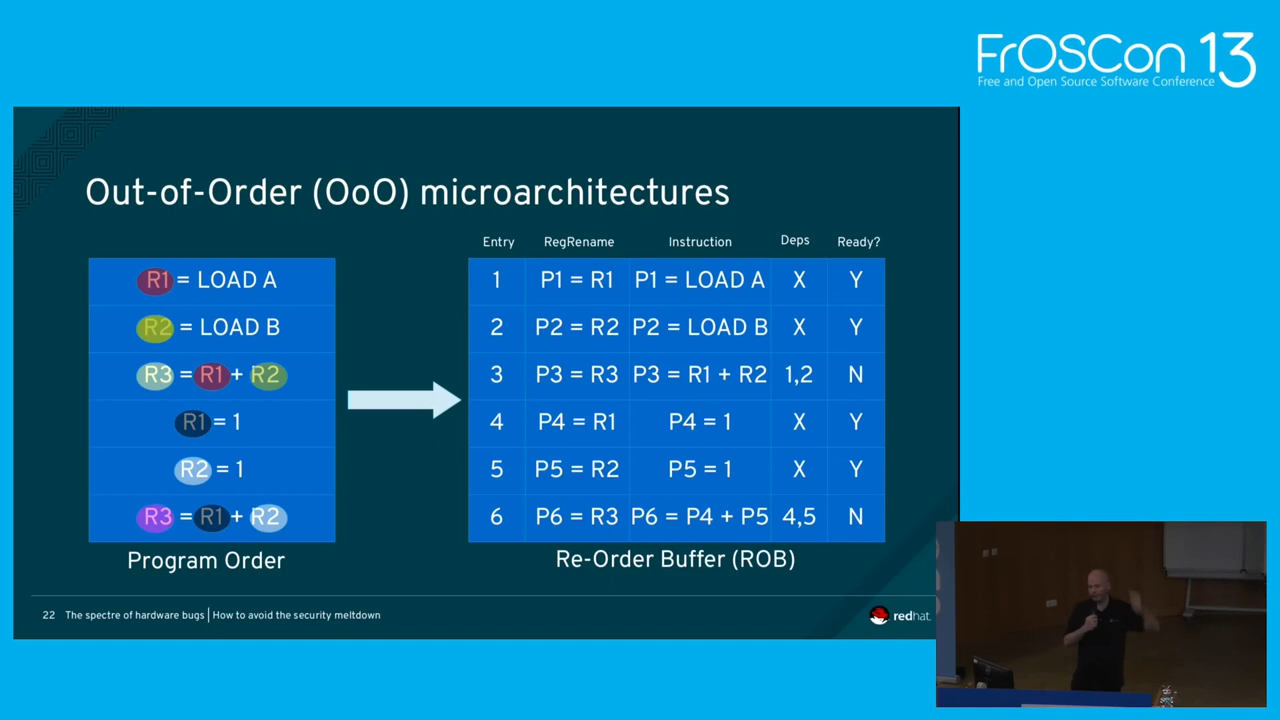 FrOSCon 13
Free and Open Source Software Conference
Out-of-Order (OoO) microarchitectures
Entry RegRename Instruction Deps Ready?
R1 = LOAD A
R2 = LOAD B
R3 = R1 + R2
R1 = 1
R2 = 1
R3 = R1 + R2
Program Order
1 P1 = R1 P1 = LOAD A X Y
2 P2 = R2 P2 = LOAD B X Y
3 P3 = R3 P3 = R1 + R2 1,2 N
4 P4 = R1 P4 = 1 X Y
5 P5 = R2 P5 = 1 X Y
6 P6 = R3 P6 = P4 + P5 4,5 N
Re-Order Buffer (ROB)
22 The spectre of hardware bugs | How to avoid the security meltdown
redhat.